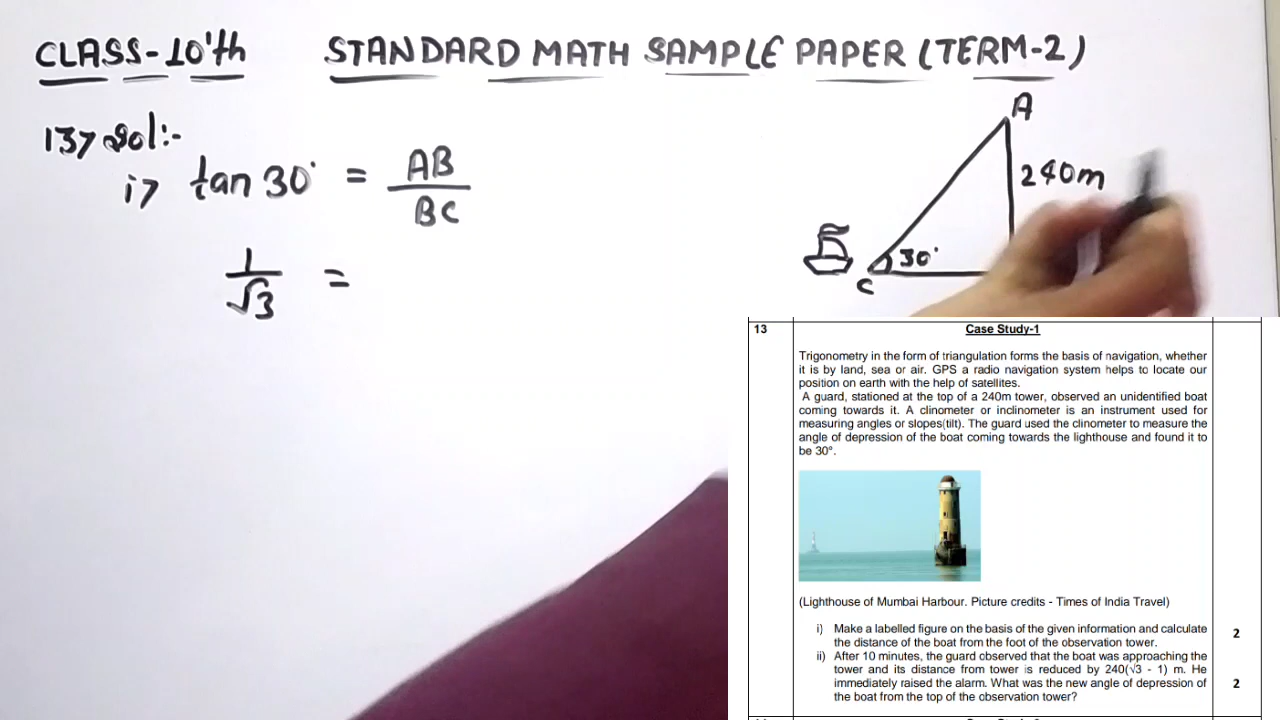 CLASS-10'th STANDARD MATH SAMPLE PAPER (TERM-2)
13> Sol:-
i> tan 30° = AB / BC
1 / √3 =
A
240m
30°
C
13
Case Study-1
Trigonometry in the form of triangulation forms the basis of navigation, whether
it is by land, sea or air. GPS a radio navigation system helps to locate our
position on earth with the help of satellites.
A guard, stationed at the top of a 240m tower, observed an unidentified boat
coming towards it. A clinometer or inclinometer is an instrument used for
measuring angles or slopes(tilt). The guard used the clinometer to measure the
angle of depression of the boat coming towards the lighthouse and found it to
be 30°.
(Lighthouse of Mumbai Harbour. Picture credits - Times of India Travel)
i) Make a labelled figure on the basis of the given information and calculate
the distance of the boat from the foot of the observation tower.
2
ii) After 10 minutes, the guard observed that the boat was approaching the
tower and its distance from tower is reduced by 240(√3 - 1) m. He
immediately raised the alarm. What was the new angle of depression of
the boat from the top of the observation tower?
2